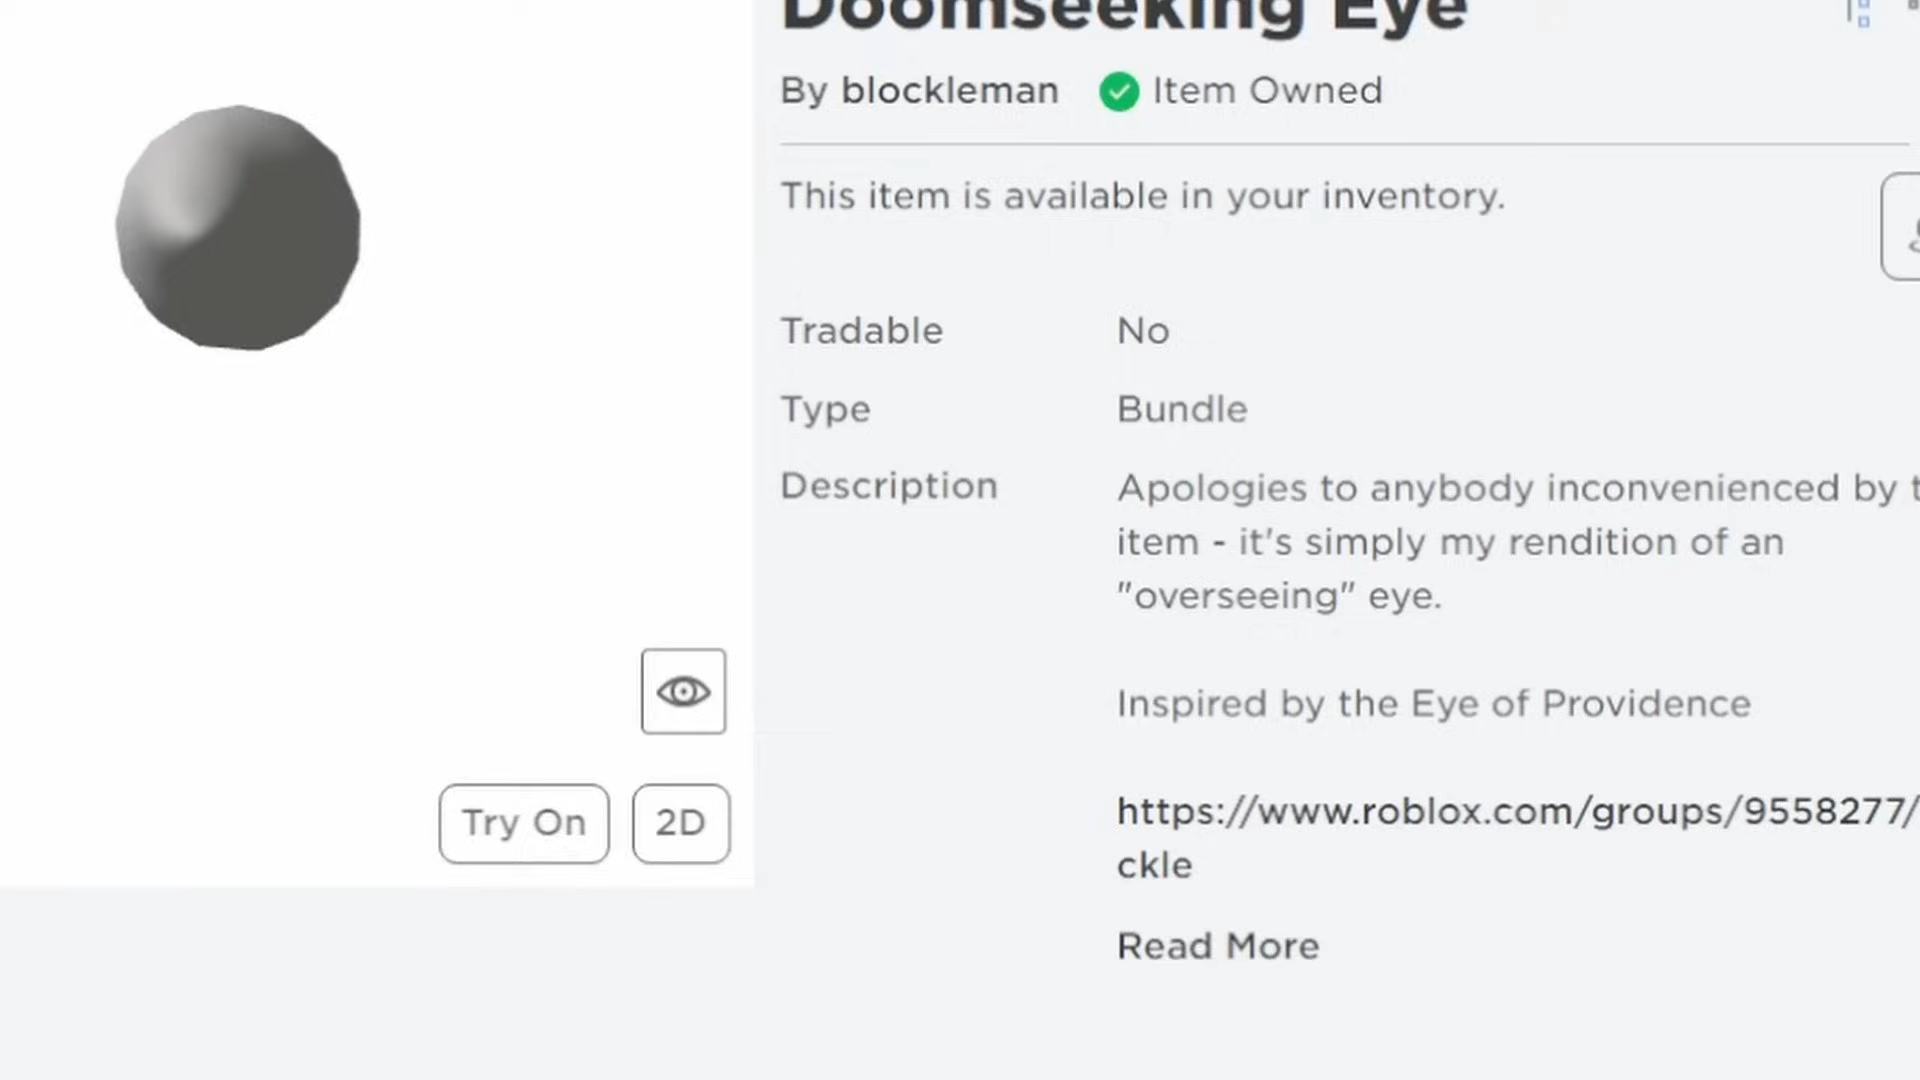 Doomseeking Eye
By blockleman Item Owned
This item is available in your inventory.
Tradable No
Type Bundle
Description Apologies to anybody inconvenienced by
item - it's simply my rendition of an
"overseeing" eye.
Inspired by the Eye of Providence
https://www.roblox.com/groups/9558277/
ckle
Read More
Try On 2D